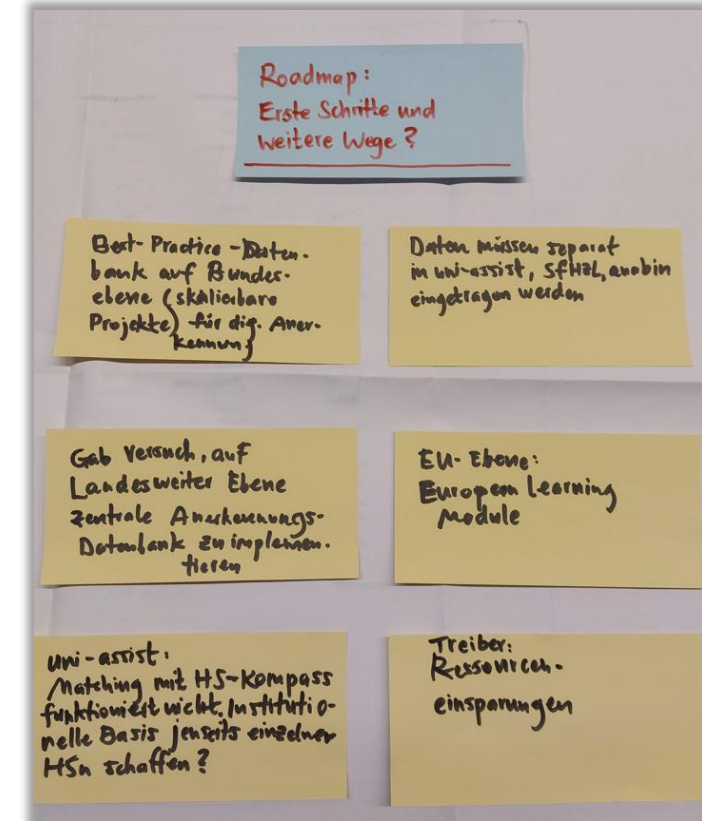 Roadmap:
Erste Schritte und
weitere Wege?
Best-Practice-Daten-
bank auf Bundes-
ebene (skalierbare
Projekte) für dig. Aner-
kennung
Daten müssen separat
in uni-assist, SfHZL, anabin
eingetragen werden
Gab Versuch, auf
Landesweiter Ebene
zentrale Anerkennungs-
Datenbank zu implemen-
tieren
EU-Ebene:
European Learning
Module
uni-assist:
Matching mit HS-Kompass
funktioniert nicht. Institutio-
nelle Basis jenseits einzelner
HSn schaffen?
Treiber:
Ressourcen-
einsparungen